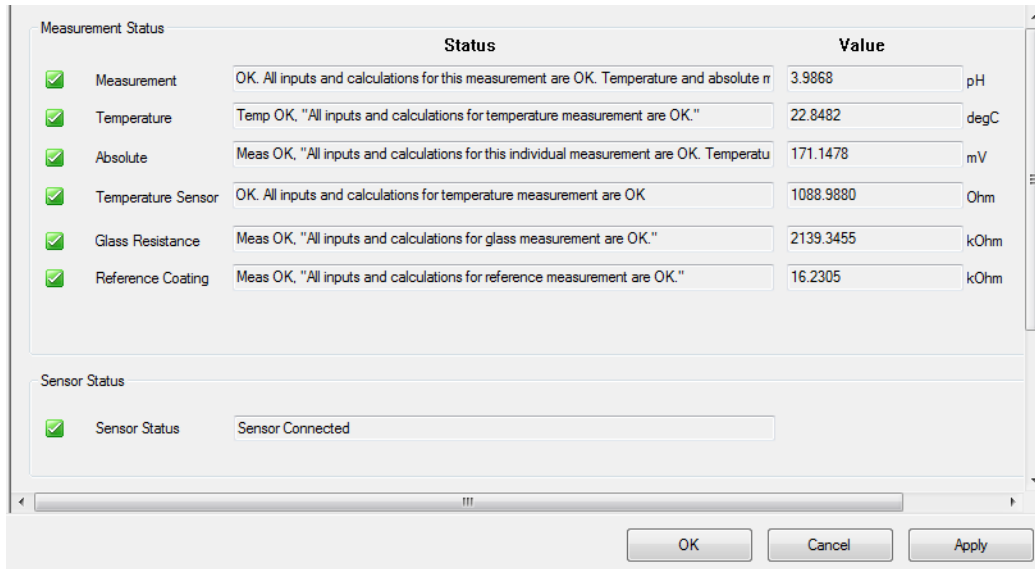 Measurement Status
Status Value
Measurement OK. All inputs and calculations for this measurement are OK. Temperature and absolute m 3.9868 pH
Temperature Temp OK, "All inputs and calculations for temperature measurement are OK." 22.8482 degC
Absolute Meas OK, "All inputs and calculations for this individual measurement are OK. Temperatu 171.1478 mV
Temperature Sensor OK. All inputs and calculations for temperature measurement are OK 1088.9880 Ohm
Glass Resistance Meas OK, "All inputs and calculations for glass measurement are OK." 2139.3455 kOhm
Reference Coating Meas OK, "All inputs and calculations for reference measurement are OK." 16.2305 kOhm
Sensor Status
Sensor Status Sensor Connected
OK Cancel Apply